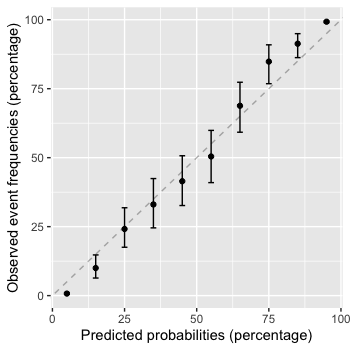 Observed event frequencies (percentage)
100
75
50
25
0
0 25 50 75 100
Predicted probabilities (percentage)